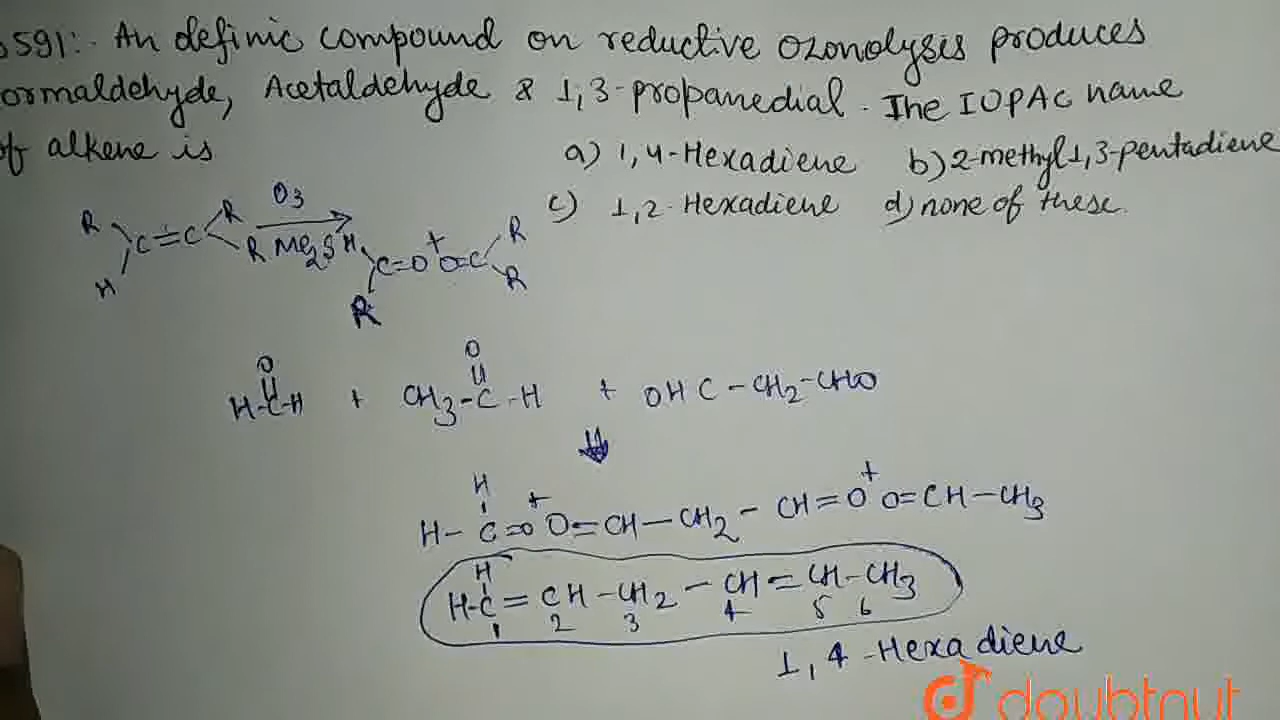 591:- An definic compound on reductive ozonolysis produces
ormaldehyde, Acetaldehyde & 1,3-propanedial. The IUPAC name
of alkene is
a) 1,4-Hexadiene b) 2-methyl 1,3-pentadiene
c) 1,2-Hexadiene d) none of these.
R R
C=C O3 C=O + O=C R
H R Me2S H R R
O O
H-C-H + CH3-C-H + OHC-CH2-CHO
H
H-C=O + O=CH-CH2-CH=O + O=CH-CH3
H
H-C=CH-CH2-CH=CH-CH3
1 2 3 4 5 6
1,4-Hexadiene
doubtnut